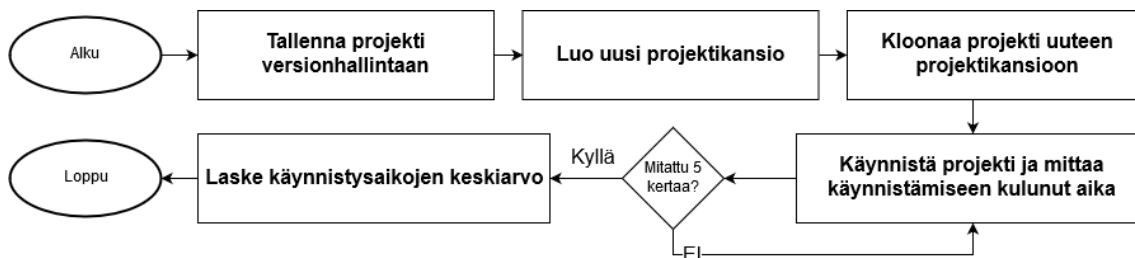 Alku
Tallenna projekti
versionhallintaan
Luo uusi projektikansio
Kloonaa projekti uuteen
projektikansioon
Käynnistä projekti ja mittaa
käynnistämiseen kulunut aika
Mitattu 5
kertaa?
Kyllä
EI
Laske käynnistysaikojen keskiarvo
Loppu